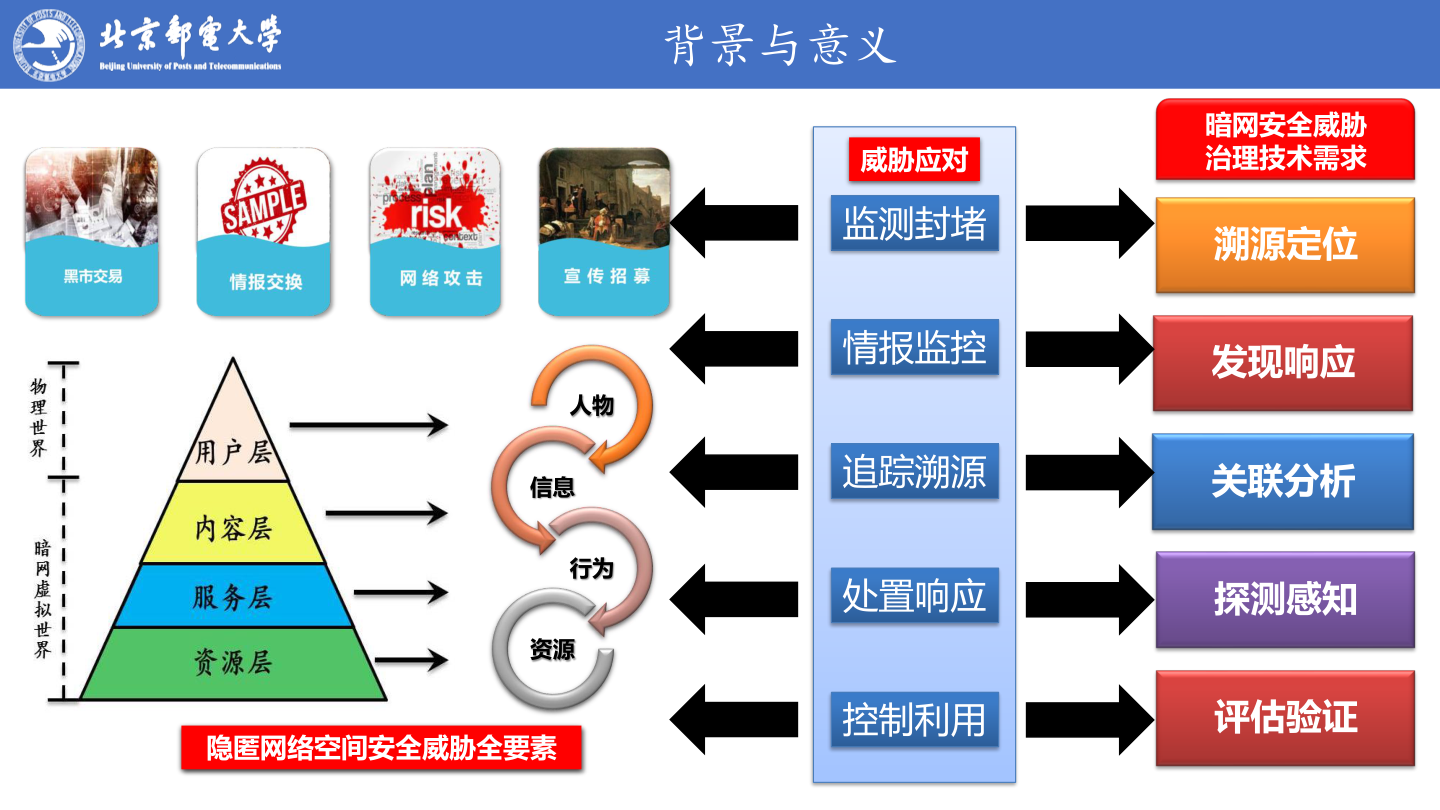 北京郵電大學
Beijing University of Posts and Telecommunications
背景与意义
黑市交易
SAMPLE
情报交换
plan
risk
context
网络攻击
宣传招募
物理世界
暗网虚拟世界
用户层
内容层
服务层
资源层
人物
信息
行为
资源
隐匿网络空间安全威胁全要素
威胁应对
监测封堵
情报监控
追踪溯源
处置响应
控制利用
暗网安全威胁
治理技术需求
溯源定位
发现响应
关联分析
探测感知
评估验证